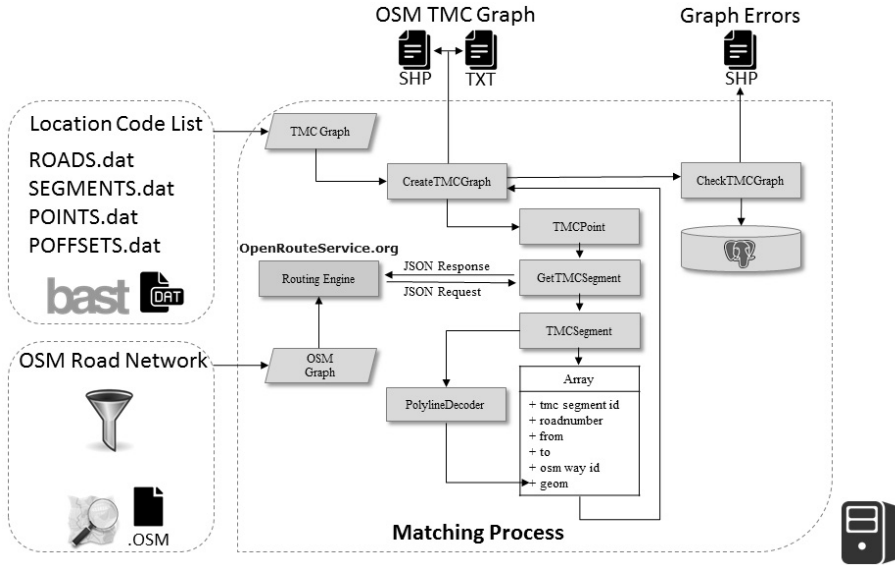 OSM TMC Graph
SHP
TXT
Graph Errors
SHP
Location Code List
ROADS.dat
SEGMENTS.dat
POINTS.dat
POFFSETS.dat
bast
DAT
TMC Graph
CreateTMCGraph
CheckTMCGraph
TMCPoint
OpenRouteService.org
Routing Engine
JSON Response
JSON Request
GetTMCSegment
TMCSegment
OSM Road Network
OSM
Graph
PolylineDecoder
Array
+ tmc segment id
+ roadnumber
+ from
+ to
+ osm way id
+ geom
.OSM
Matching Process